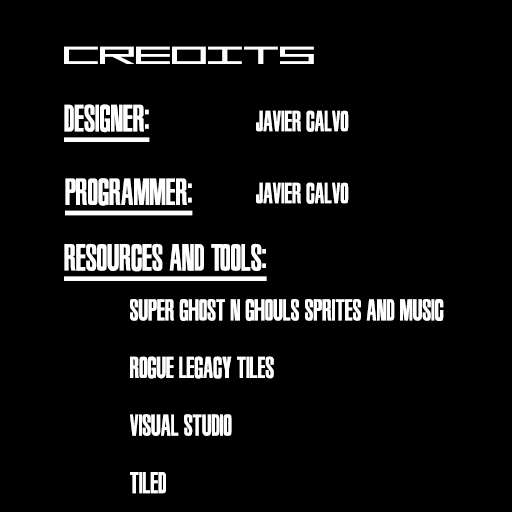 CREDITS
DESIGNER: JAVIER CALVO
PROGRAMMER: JAVIER CALVO
RESOURCES AND TOOLS:
SUPER GHOST N GHOULS SPRITES AND MUSIC
ROGUE LEGACY TILES
VISUAL STUDIO
TILED